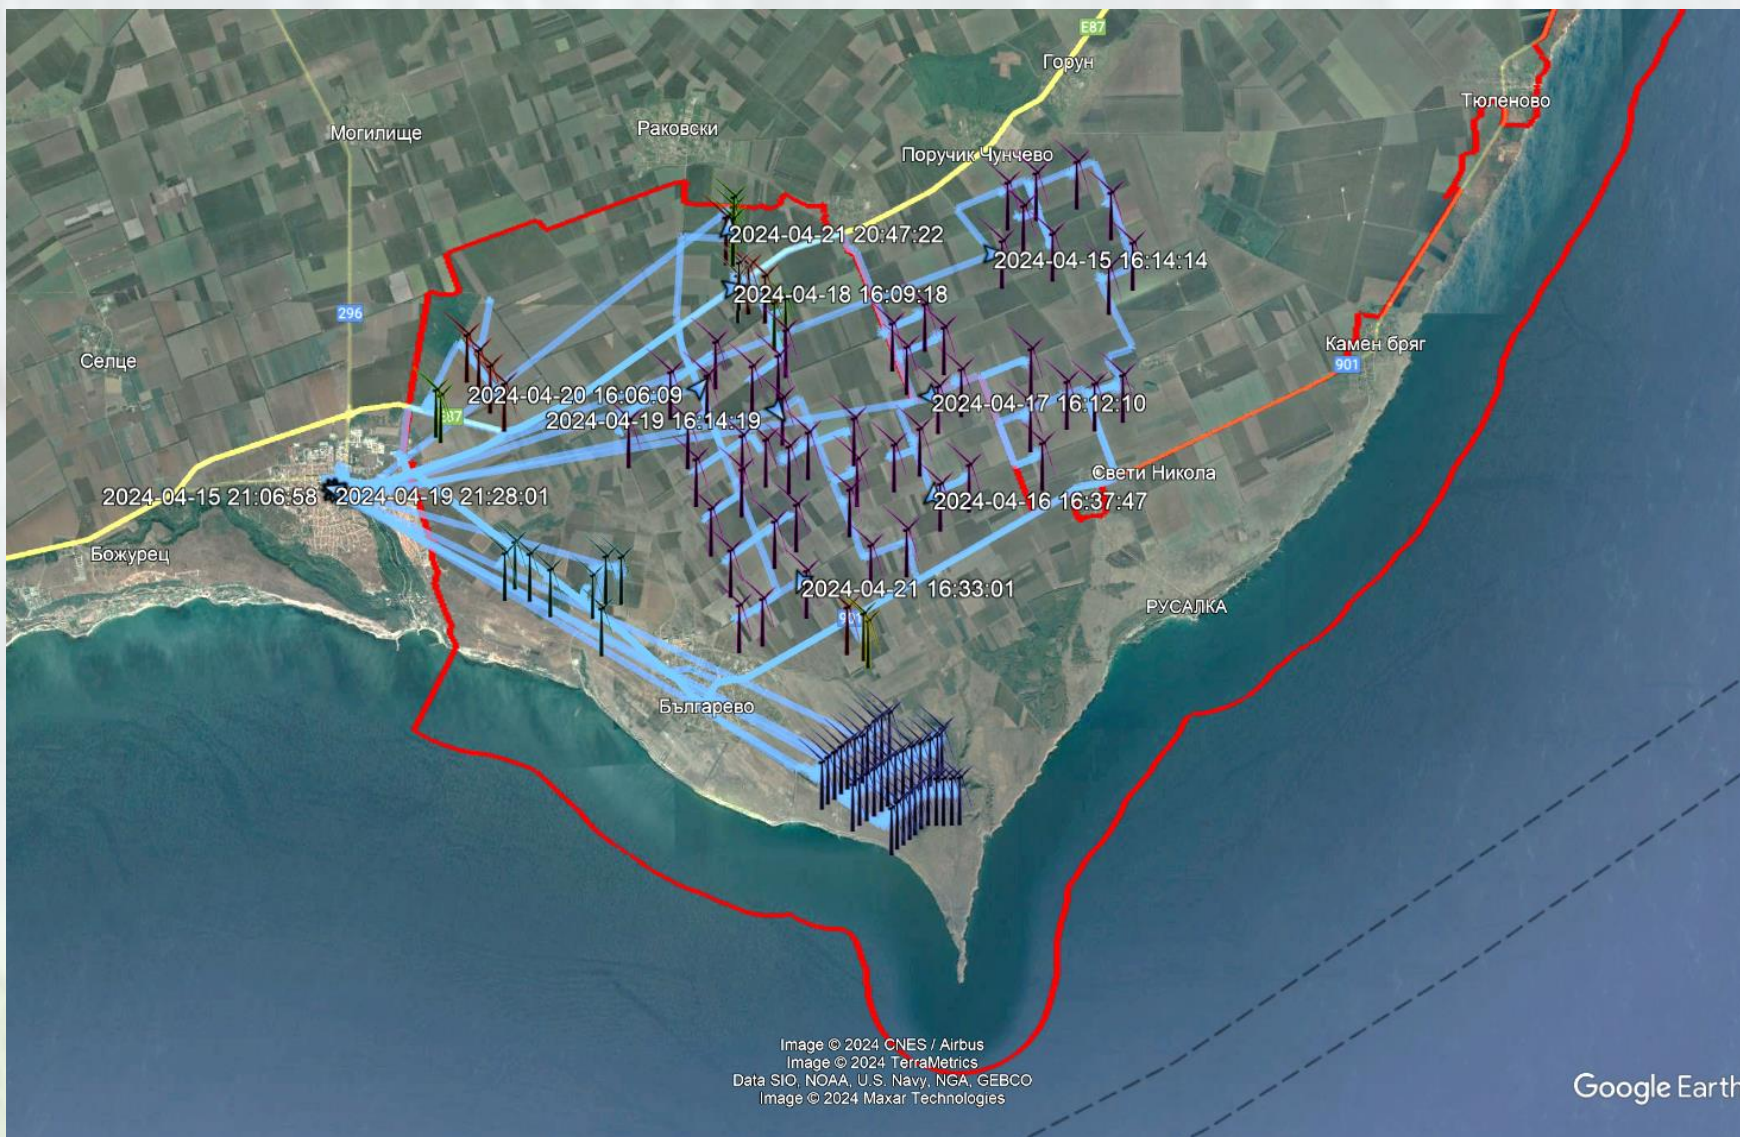 E87
Горун
Тюленово
Могилище
Раковски
Поручик Чунчево
2024-04-21 20:47:22
2024-04-15 16:14:14
2024-04-18 16:09:18
296
Камен бряг
901
Селце
2024-04-20 16:06:09
2024-04-17 16:12:10
E87
2024-04-19 16:14:19
Свети Никола
2024-04-15 21:06:58
2024-04-19 21:28:01
2024-04-16 16:37:47
Божурец
2024-04-21 16:33:01
РУСАЛКА
901
Българево
Image © 2024 CNES / Airbus
Image © 2024 TerraMetrics
Data SIO, NOAA, U.S. Navy, NGA, GEBCO
Image © 2024 Maxar Technologies
Google Earth